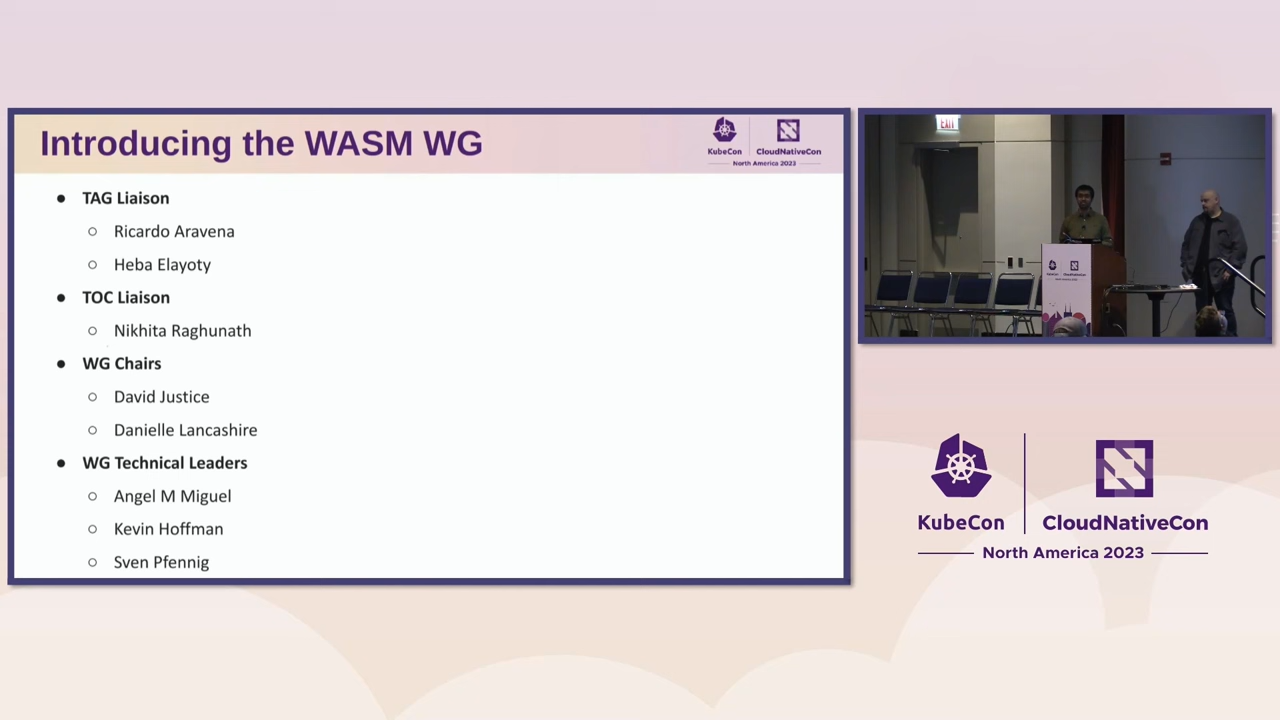 Introducing the WASM WG
KubeCon
CloudNativeCon
North America 2023
TAG Liaison
Ricardo Aravena
Heba Elayoty
TOC Liaison
Nikhita Raghunath
WG Chairs
David Justice
Danielle Lancashire
WG Technical Leaders
Angel M Miguel
Kevin Hoffman
Sven Pfennig
EXIT
KubeCon
CloudNativeCon
North America 2023